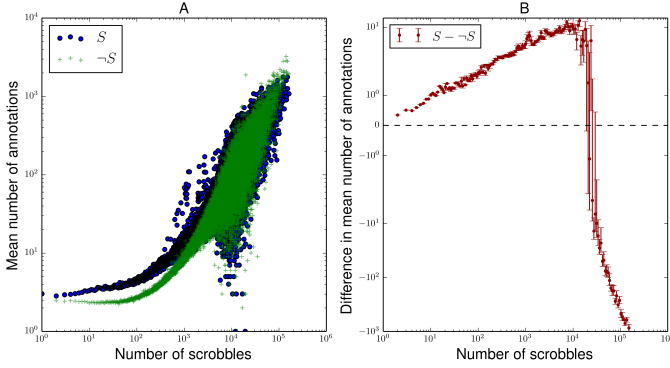 A
Mean number of annotations
10⁴
10³
10²
10¹
10⁰
S
¬S
10⁰ 10¹ 10² 10³ 10⁴ 10⁵ 10⁶
Number of scrobbles
B
Difference in mean number of annotations
10¹
10⁰
0
−10⁰
−10¹
−10²
−10³
S − ¬S
10⁰ 10¹ 10² 10³ 10⁴ 10⁵ 10⁶
Number of scrobbles